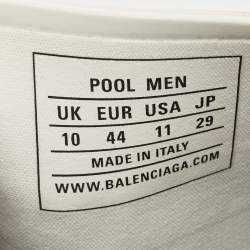 POOL MEN
UK EUR USA JP
10 44 11 29
MADE IN ITALY
WWW.BALENCIAGA.COM